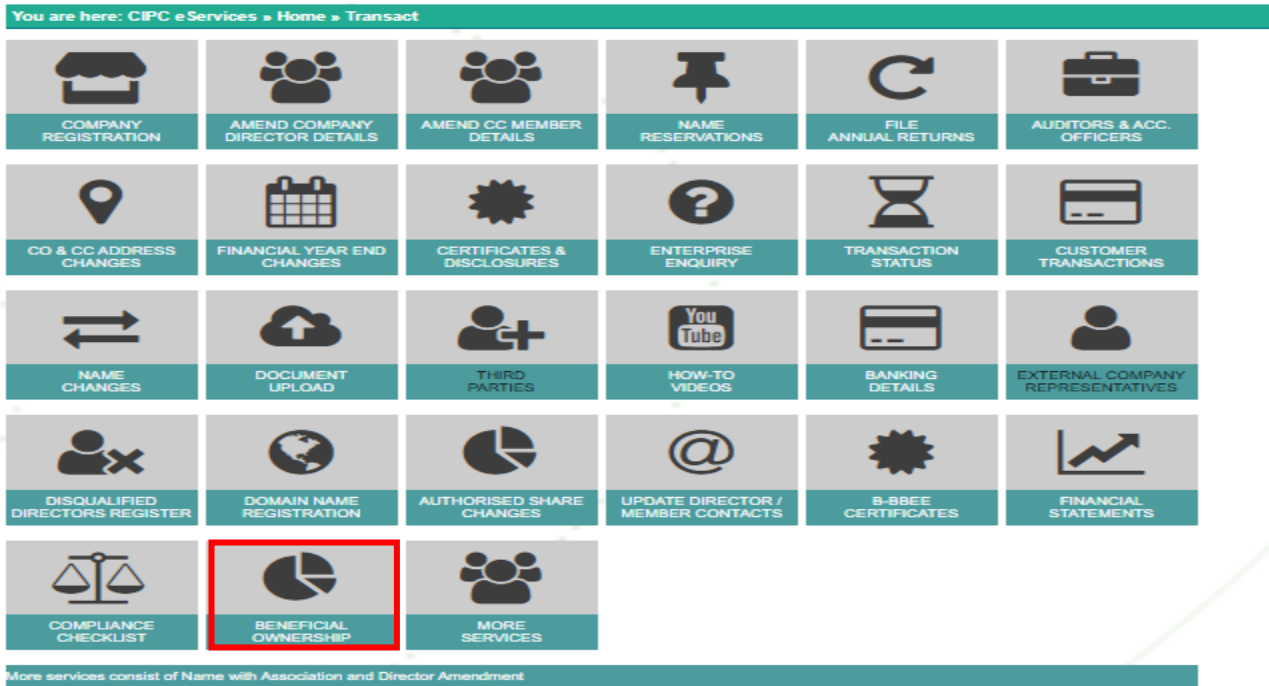 You are here: CIPC eServices » Home » Transact
COMPANY
REGISTRATION
AMEND COMPANY
DIRECTOR DETAILS
AMEND CC MEMBER
DETAILS
NAME
RESERVATIONS
FILE
ANNUAL RETURNS
AUDITORS & ACC.
OFFICERS
CO & CC ADDRESS
CHANGES
FINANCIAL YEAR END
CHANGES
CERTIFICATES &
DISCLOSURES
ENTERPRISE
ENQUIRY
TRANSACTION
STATUS
CUSTOMER
TRANSACTIONS
NAME
CHANGES
DOCUMENT
UPLOAD
THIRD
PARTIES
You
Tube
HOW-TO
VIDEOS
BANKING
DETAILS
EXTERNAL COMPANY
REPRESENTATIVES
DISQUALIFIED
DIRECTORS REGISTER
DOMAIN NAME
REGISTRATION
AUTHORISED SHARE
CHANGES
@
UPDATE DIRECTOR /
MEMBER CONTACTS
B-BBEE
CERTIFICATES
FINANCIAL
STATEMENTS
COMPLIANCE
CHECKLIST
BENEFICIAL
OWNERSHIP
MORE
SERVICES
More services consist of Name with Association and Director Amendment